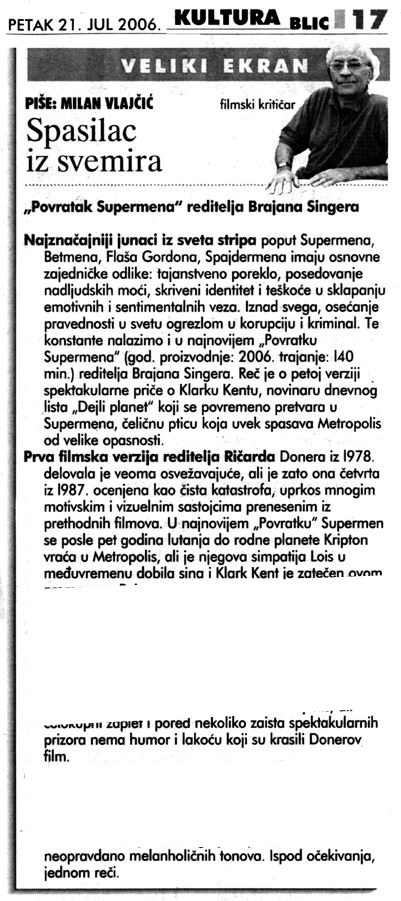 PETAK 21. JUL 2006. KULTURA BLIC 17
VELIKI EKRAN
PIŠE: MILAN VLAJČIĆ filmski kritičar
Spasilac
iz svemira
„Povratak Supermena“ reditelja Brajana Singera
Najznačajniji junaci iz sveta stripa poput Supermena,
Betmena, Flaša Gordona, Spajdermena imaju osnovne
zajedničke odlike: tajanstveno poreklo, posedovanje
nadljudskih moći, skriveni identitet i teškoće u sklapanju
emotivnih i sentimentalnih veza. Iznad svega, osećanje
pravednosti u svetu ogrezlom u korupciju i kriminal. Te
konstante nalazimo i u najnovijem „Povratku
Supermena“ (god. proizvodnje: 2006. trajanje: 140
min.) reditelja Brajana Singera. Reč je o petoj verziji
spektakularne priče o Klarku Kentu, novinaru dnevnog
lista „Dejli planet“ koji se povremeno pretvara u
Supermena, čeličnu pticu koja uvek spasava Metropolis
od velike opasnosti.
Prva filmska verzija reditelja Ričarda Donera iz 1978.
delovala je veoma osvežavajuće, ali je zato ona četvrta
iz 1987. ocenjena kao čista katastrofa, uprkos mnogim
motivskim i vizuelnim sastojcima prenesenim iz
prethodnih filmova. U najnovijem „Povratku“ Supermen
se posle pet godina lutanja do rodne planete Kripton
vraća u Metropolis, ali je njegova simpatija Lois u
međuvremenu dobila sina i Klark Kent je zatečen ovom
zaplet i pored nekoliko zaista spektakularnih
prizora nema humor i lakoću koji su krasili Donerov
film.
neopravdano melanholičnih tonova. Ispod očekivanja,
jednom reči.